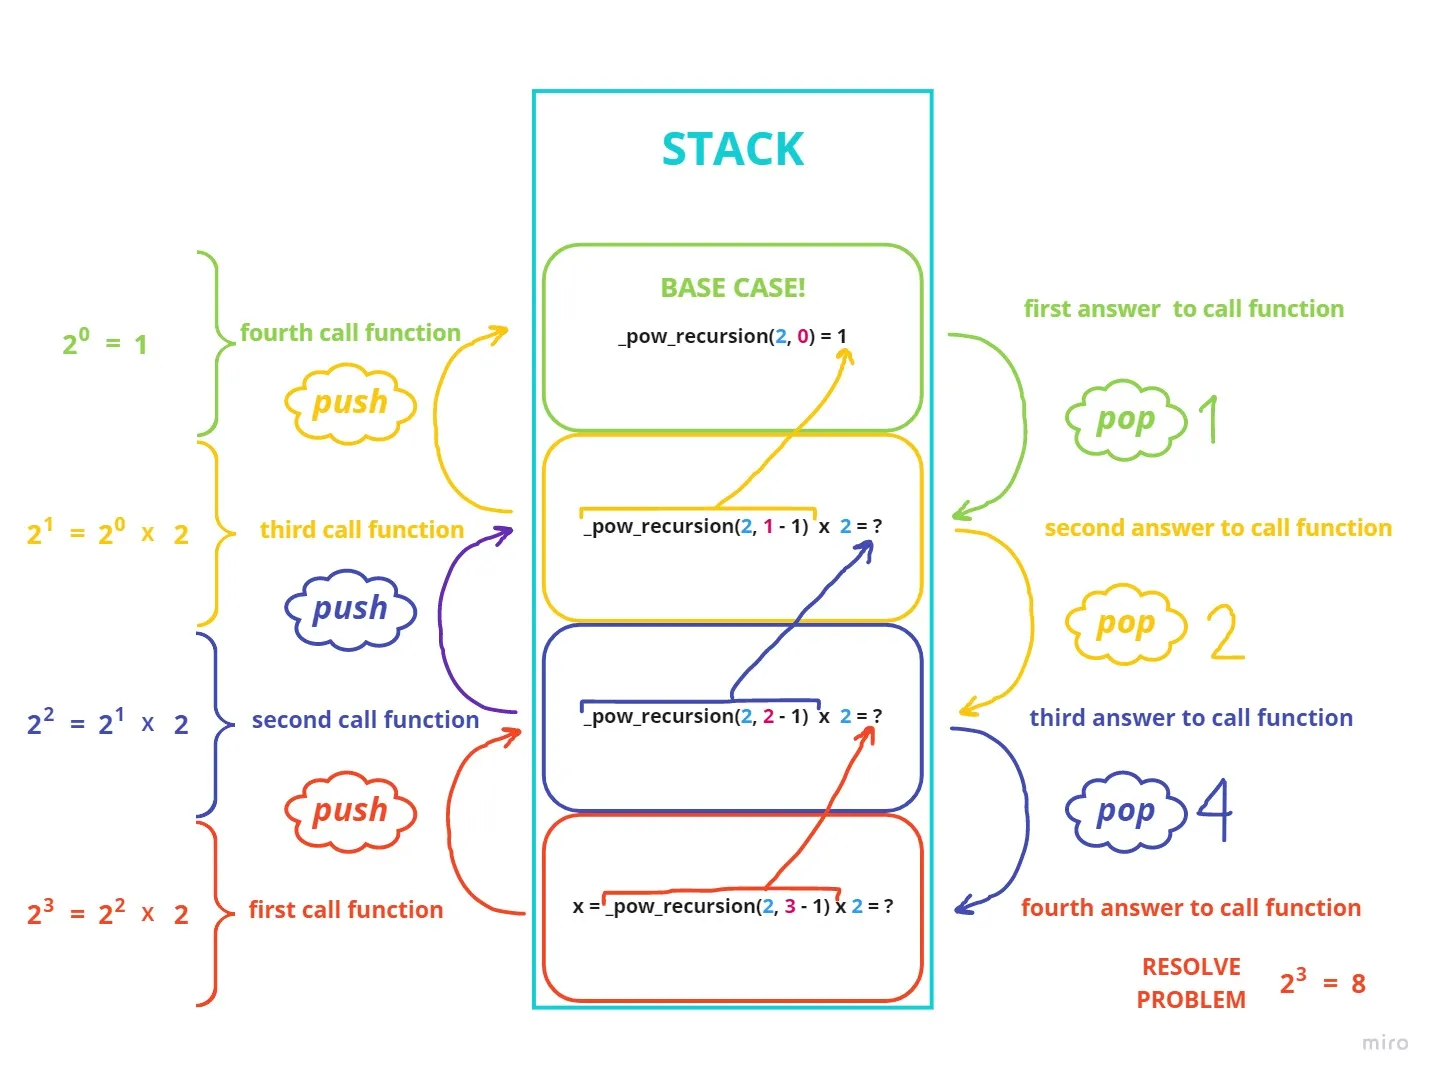 STACK
BASE CASE!
_pow_recursion(2, 0) = 1
2⁰ = 1
fourth call function
push
first answer to call function
pop 1
2¹ = 2⁰ x 2
third call function
_pow_recursion(2, 1 - 1) x 2 = ?
second answer to call function
push
pop 2
2² = 2¹ x 2
second call function
_pow_recursion(2, 2 - 1) x 2 = ?
third answer to call function
push
pop 4
2³ = 2² x 2
first call function
x = _pow_recursion(2, 3 - 1) x 2 = ?
fourth answer to call function
RESOLVE
PROBLEM
2³ = 8
miro